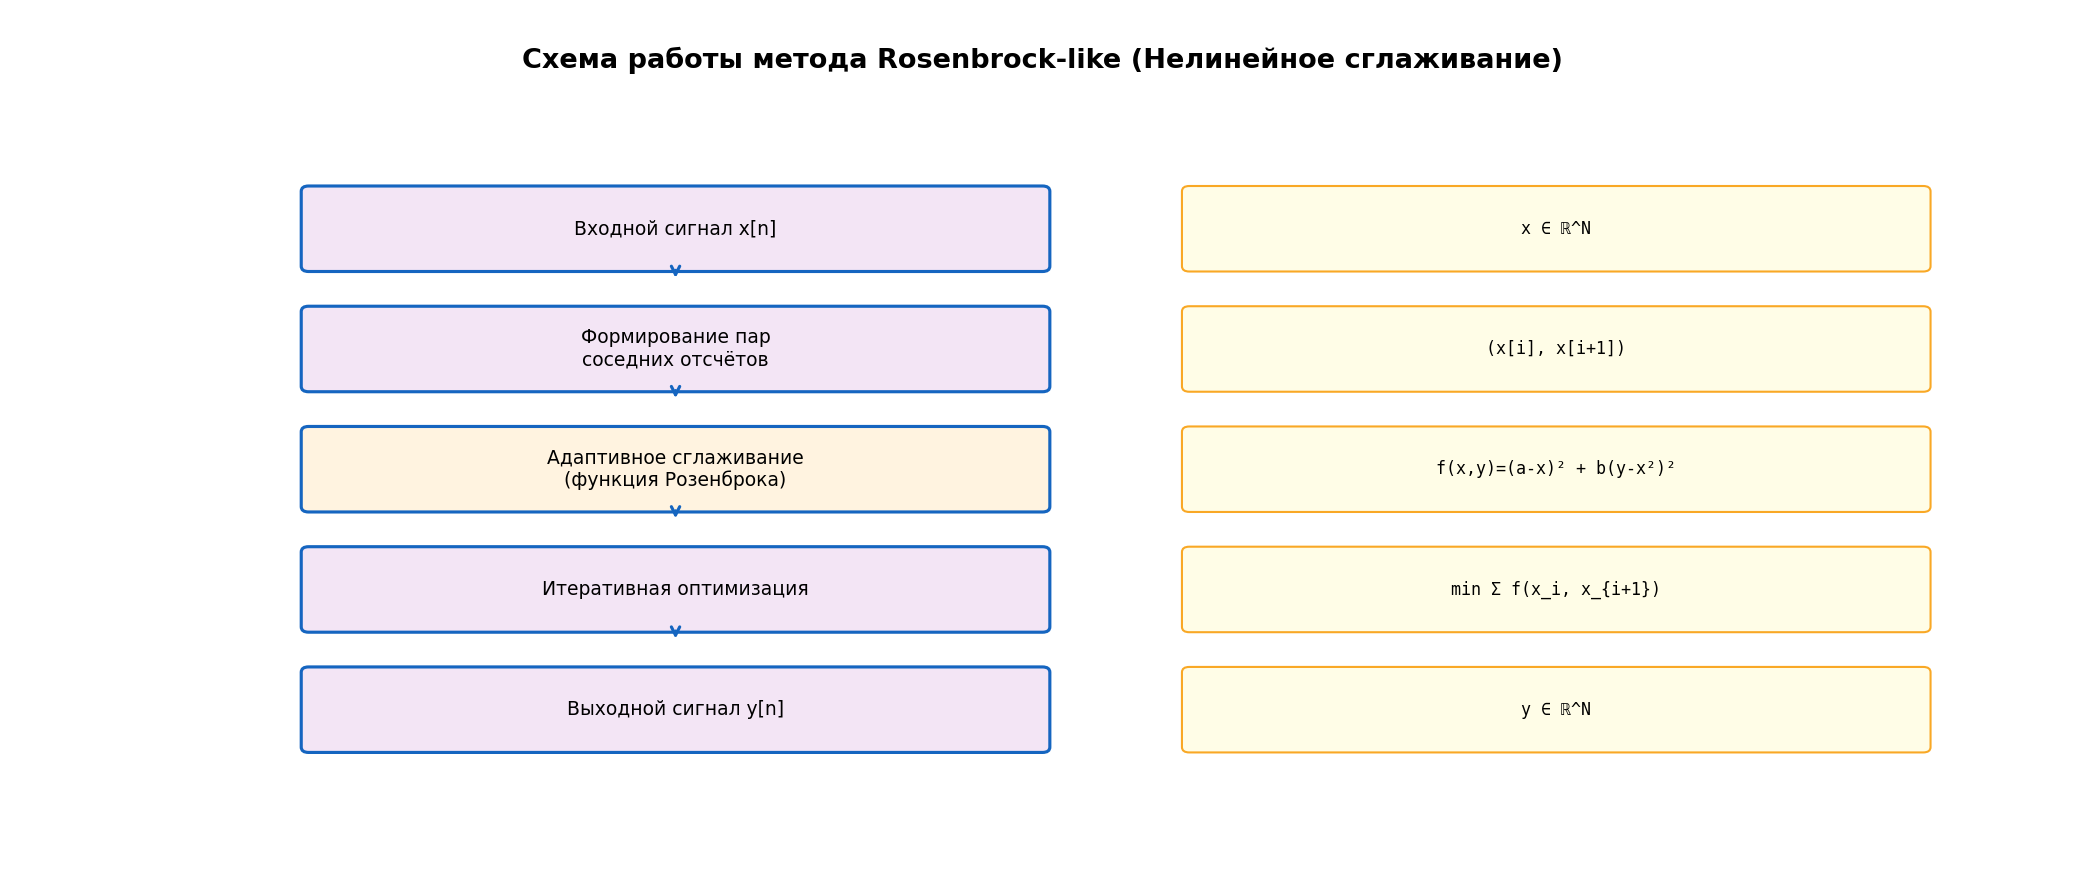 Схема работы метода Rosenbrock-like (Нелинейное сглаживание)
Входной сигнал x[n]
x ∈ ℝ^N
Формирование пар
соседних отсчётов
(x[i], x[i+1])
Адаптивное сглаживание
(функция Розенброка)
f(x,y)=(a-x)² + b(y-x²)²
Итеративная оптимизация
min Σ f(x_i, x_{i+1})
Выходной сигнал y[n]
y ∈ ℝ^N